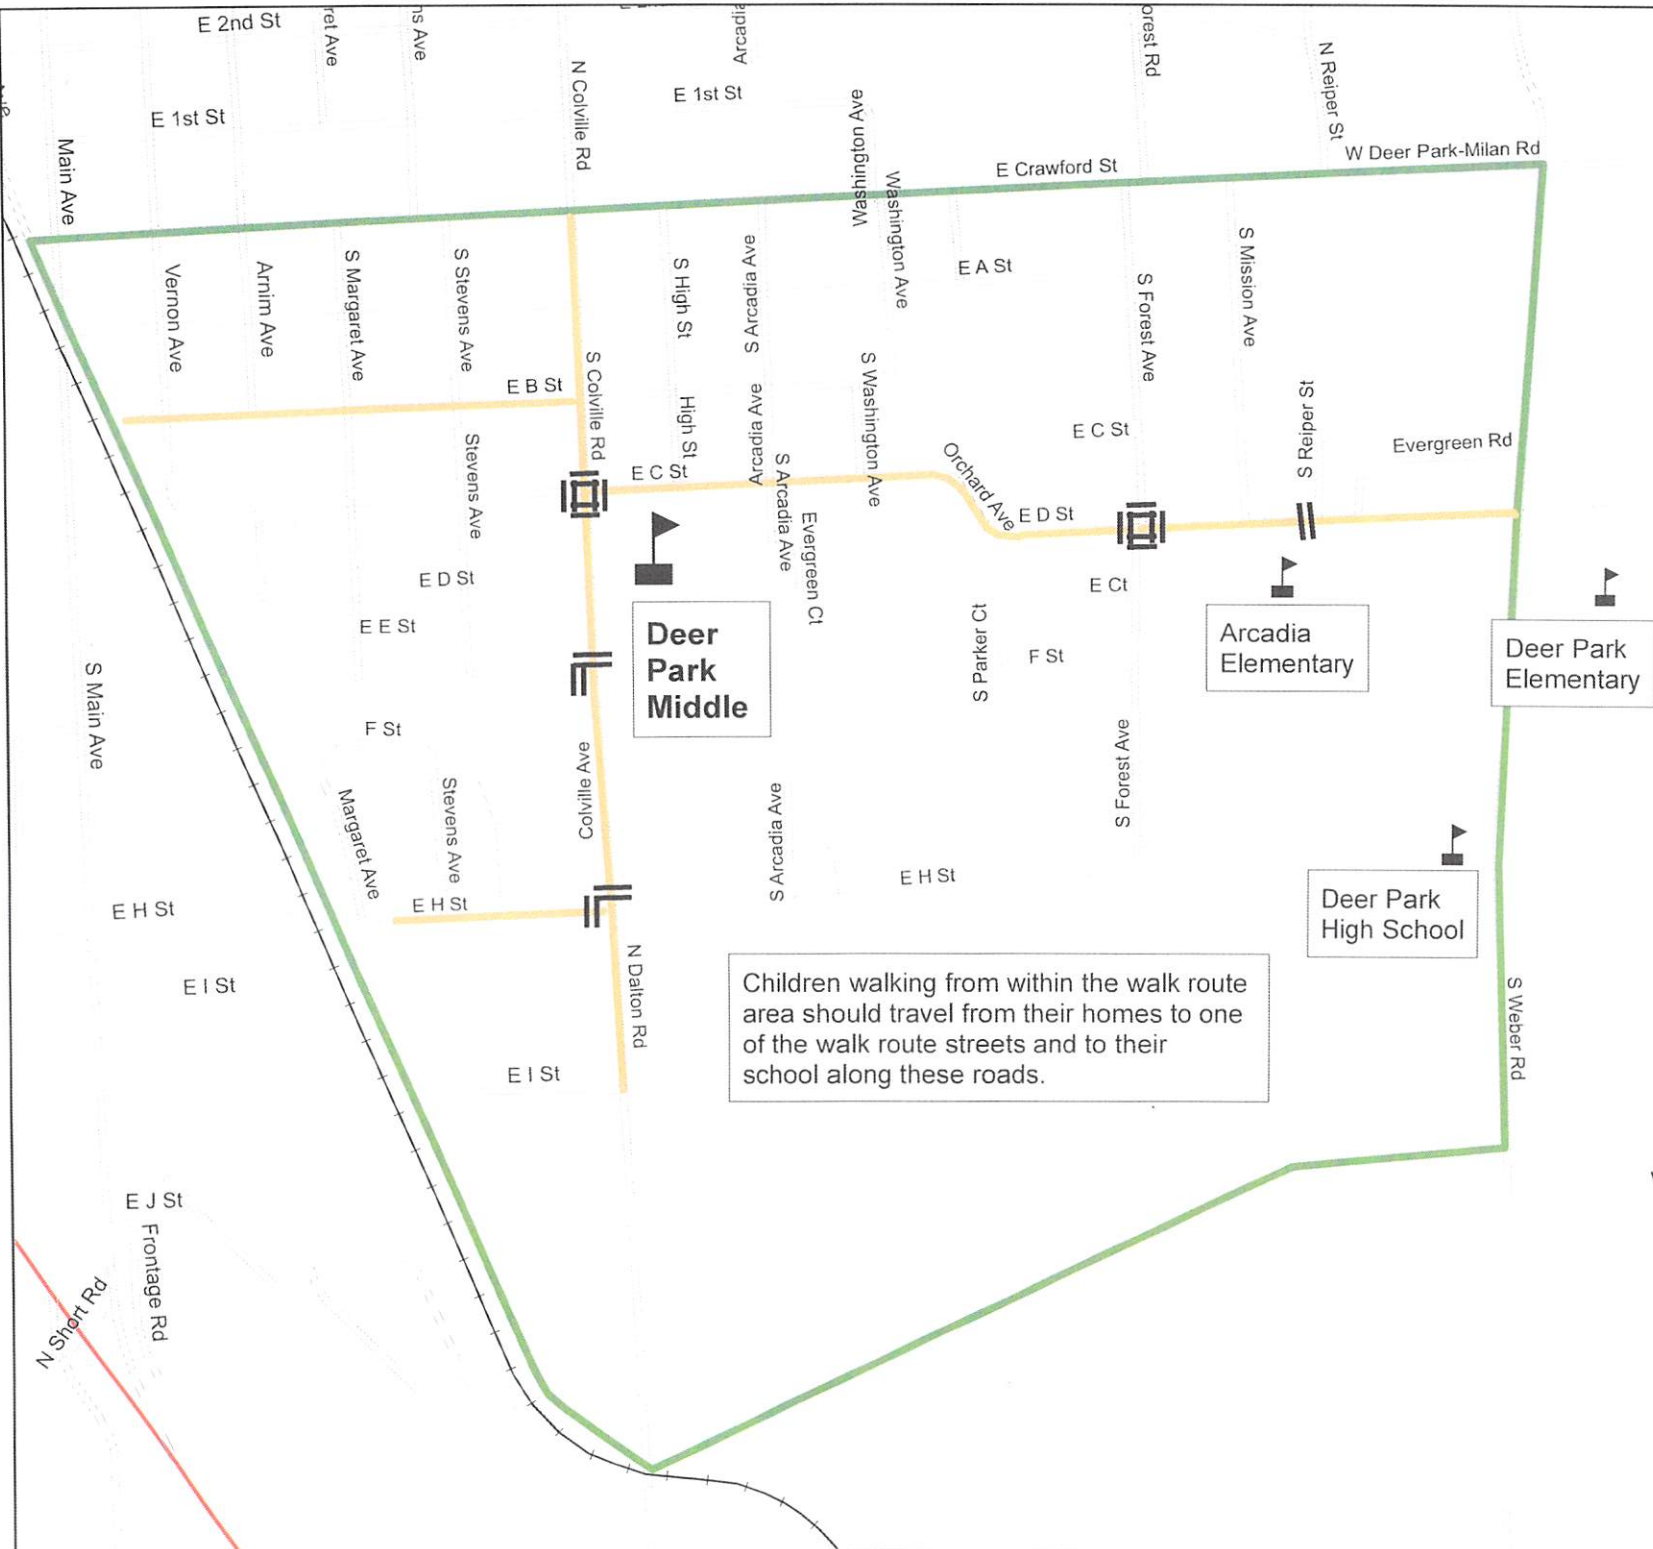 E 2nd St
ret Ave
ns Ave
Arcadia
orest Rd
N Reiper St
E 1st St
N Colville Rd
E 1st St
Washington Ave
Main Ave
E Crawford St
W Deer Park-Milan Rd
Washington Ave
Vernon Ave
Arnim Ave
S Margaret Ave
S Stevens Ave
S High St
S Arcadia Ave
E A St
S Forest Ave
S Mission Ave
E B St
S Colville Rd
High St
Arcadia Ave
S Washington Ave
S Reiper St
E C St
Evergreen Rd
Stevens Ave
E C St
S Arcadia Ave
Orchard Ave
E D St
Evergreen Ct
E D St
E Ct
E E St
Deer
Park
Middle
S Parker Ct
F St
Arcadia
Elementary
Deer Park
Elementary
S Main Ave
F St
Colville Ave
S Forest Ave
Margaret Ave
Stevens Ave
S Arcadia Ave
E H St
E H St
E H St
Deer Park
High School
E I St
N Dalton Rd
Children walking from within the walk route
area should travel from their homes to one
of the walk route streets and to their
school along these roads.
S Weber Rd
E I St
E J St
Frontage Rd
N Short Rd